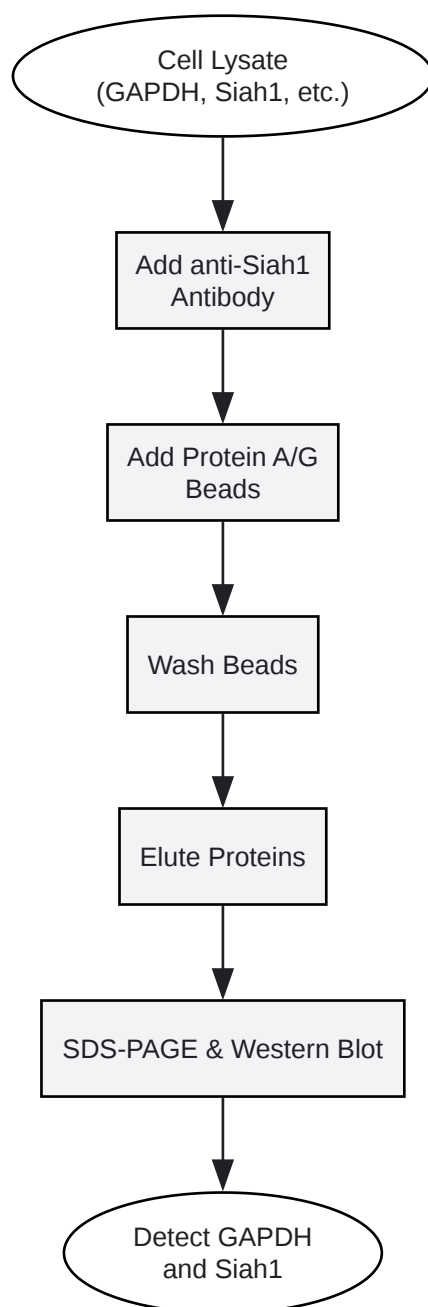 Cell Lysate
(GAPDH, Siah1, etc.)
Add anti-Siah1
Antibody
Add Protein A/G
Beads
Wash Beads
Elute Proteins
SDS-PAGE & Western Blot
Detect GAPDH
and Siah1